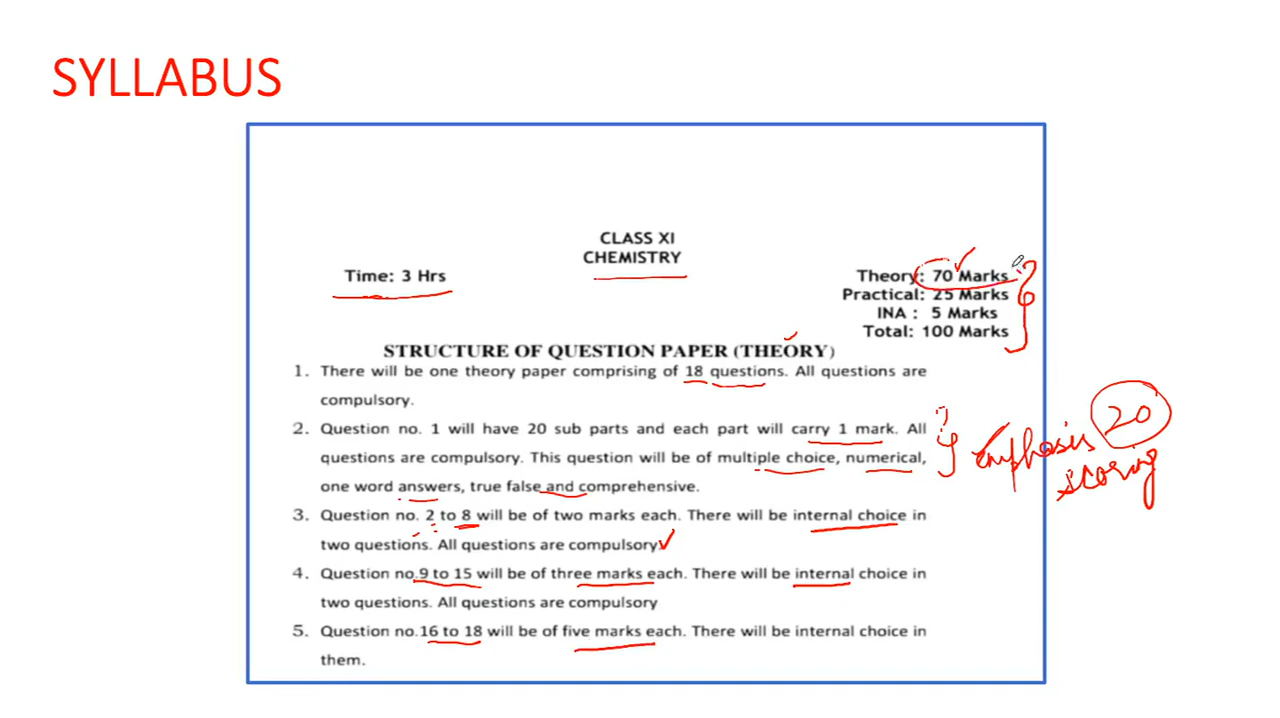 SYLLABUS
CLASS XI
CHEMISTRY
Time: 3 Hrs
Theory: 70 Marks
Practical: 25 Marks
INA : 5 Marks
Total: 100 Marks
STRUCTURE OF QUESTION PAPER (THEORY)
1. There will be one theory paper comprising of 18 questions. All questions are
compulsory.
2. Question no. 1 will have 20 sub parts and each part will carry 1 mark. All
questions are compulsory. This question will be of multiple choice, numerical,
one word answers, true false and comprehensive.
20
emphasis
scoring
3. Question no. 2 to 8 will be of two marks each. There will be internal choice in
two questions. All questions are compulsory.
4. Question no.9 to 15 will be of three marks each. There will be internal choice in
two questions. All questions are compulsory
5. Question no.16 to 18 will be of five marks each. There will be internal choice in
them.